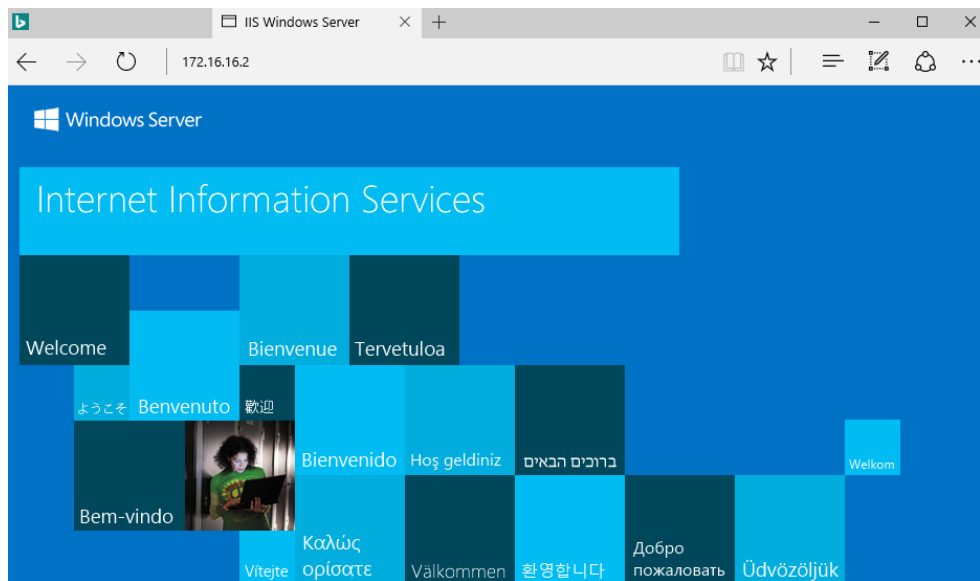 IIS Windows Server
172.16.16.2
Windows Server
Internet Information Services
Welcome
Bienvenue
Tervetuloa
ようこそ
Benvenuto
歡迎
Bienvenido
Hoş geldiniz
ברוכים הבאים
Welkom
Bem-vindo
Vítejte
Καλώς
ορίσατε
Välkommen
환영합니다
Добро
пожаловать
Üdvözöljük